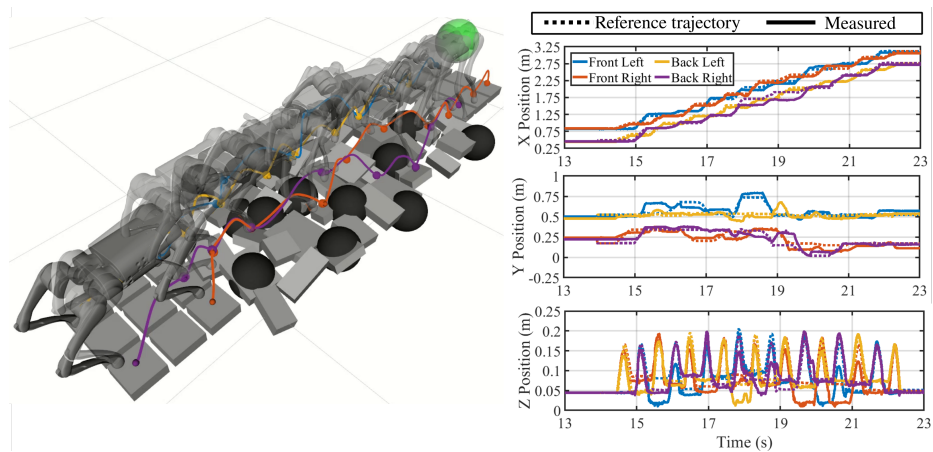 Reference trajectory Measured
X Position (m)
3.25
2.75
2.25
1.75
1.25
0.75
0.25
Front Left Back Left
Front Right Back Right
13 15 17 19 21 23
Y Position (m)
1
0.75
0.5
0.25
0
-0.25
13 15 17 19 21 23
Z Position (m)
0.25
0.2
0.15
0.1
0.05
0
13 15 17 19 21 23
Time (s)